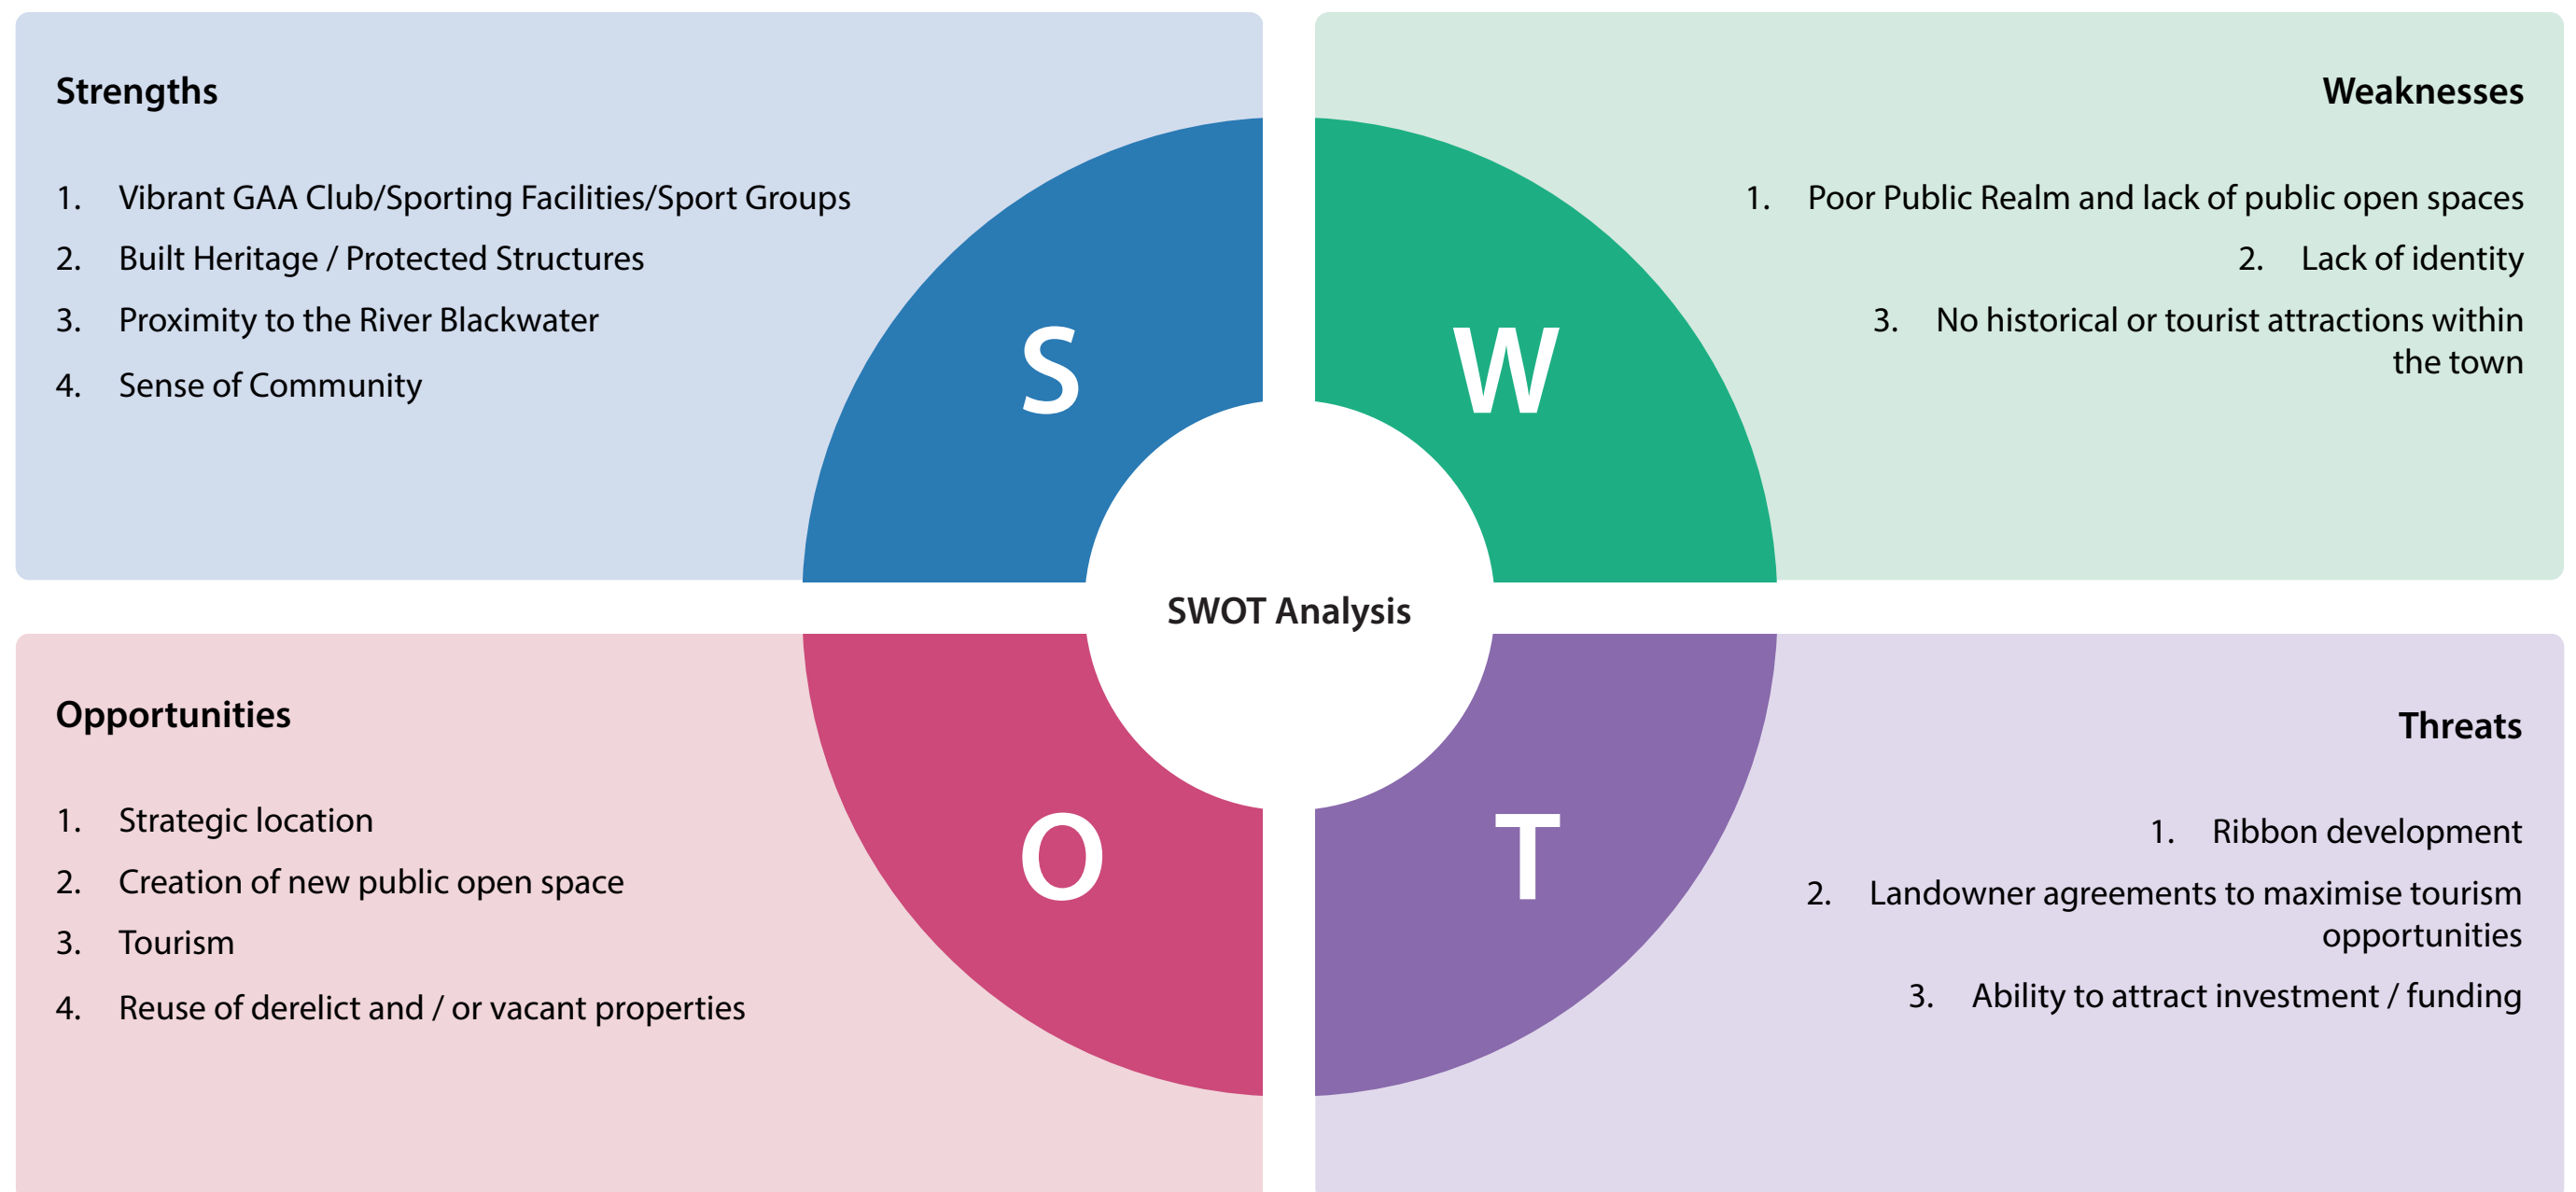 Strengths
1. Vibrant GAA Club/Sporting Facilities/Sport Groups
2. Built Heritage / Protected Structures
3. Proximity to the River Blackwater
4. Sense of Community
S
Weaknesses
1. Poor Public Realm and lack of public open spaces
2. Lack of identity
3. No historical or tourist attractions within
the town
W
SWOT Analysis
Opportunities
1. Strategic location
2. Creation of new public open space
3. Tourism
4. Reuse of derelict and / or vacant properties
O
Threats
1. Ribbon development
2. Landowner agreements to maximise tourism
opportunities
3. Ability to attract investment / funding
T